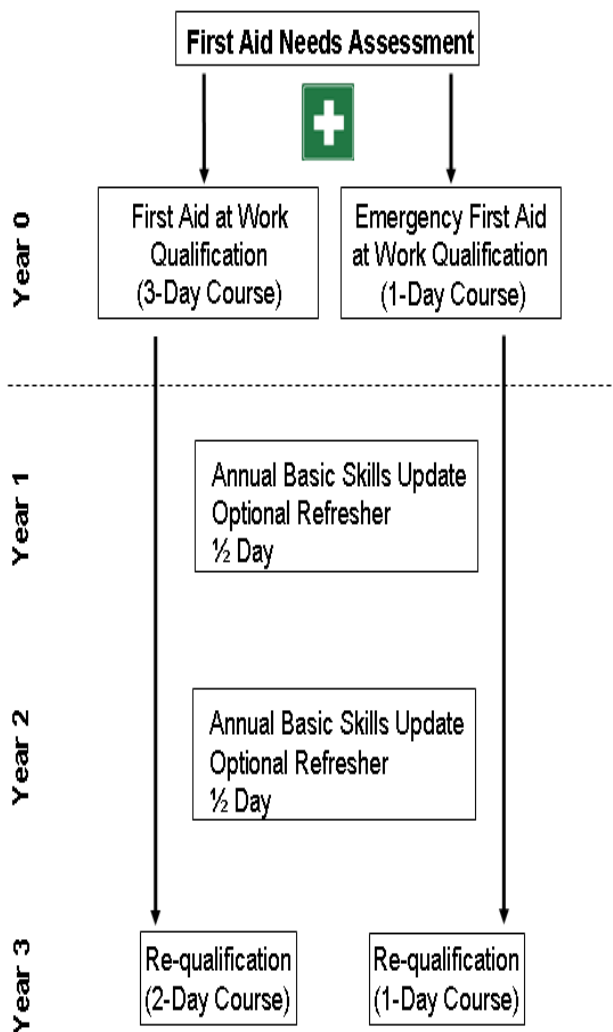 First Aid Needs Assessment
Year 0
First Aid at Work
Qualification
(3-Day Course)
Emergency First Aid
at Work Qualification
(1-Day Course)
Year 1
Annual Basic Skills Update
Optional Refresher
½ Day
Year 2
Annual Basic Skills Update
Optional Refresher
½ Day
Year 3
Re-qualification
(2-Day Course)
Re-qualification
(1-Day Course)